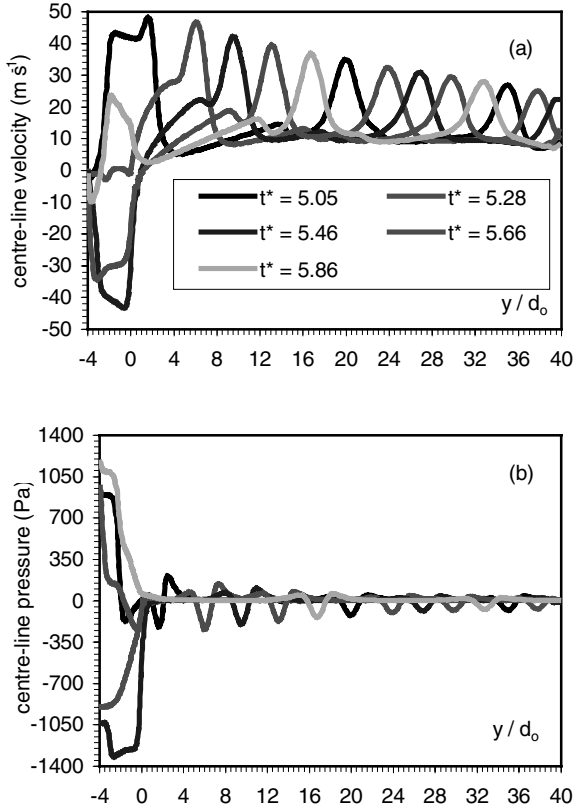 (a)
centre-line velocity (m s¹)
50
40
30
20
10
0
-10
-20
-30
-40
-50
t* = 5.05
t* = 5.28
t* = 5.46
t* = 5.66
t* = 5.86
y / dₒ
-4 0 4 8 12 16 20 24 28 32 36 40
(b)
centre-line pressure (Pa)
1400
1050
700
350
0
-350
-700
-1050
-1400
y / dₒ
-4 0 4 8 12 16 20 24 28 32 36 40